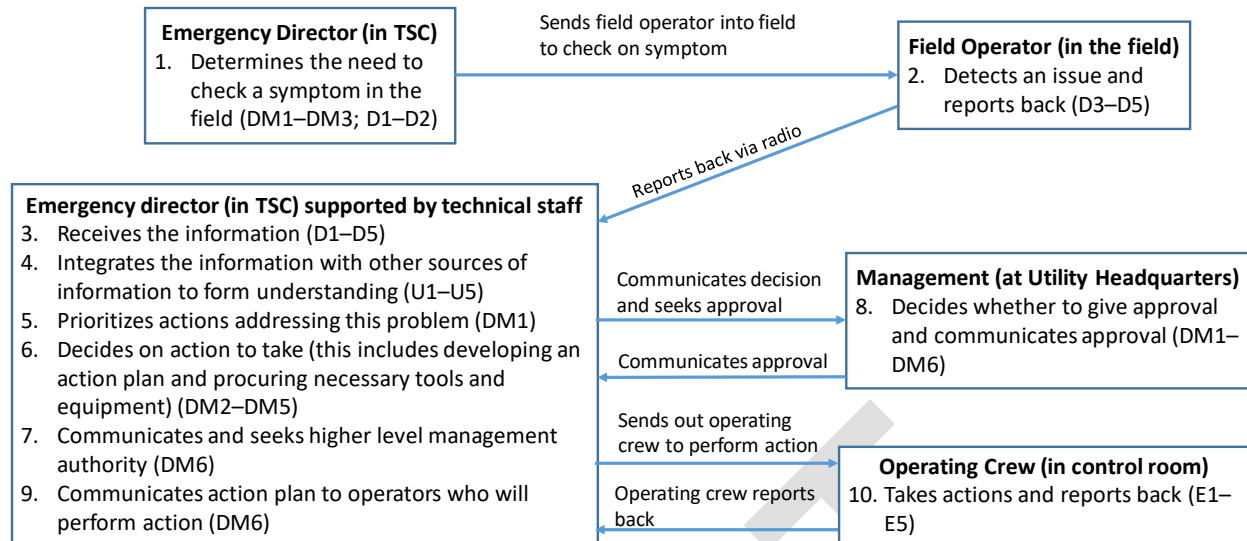 Emergency Director (in TSC)
1. Determines the need to
check a symptom in the
field (DM1–DM3; D1–D2)
Sends field operator into field
to check on symptom
Field Operator (in the field)
2. Detects an issue and
reports back (D3–D5)
Reports back via radio
Emergency director (in TSC) supported by technical staff
3. Receives the information (D1–D5)
4. Integrates the information with other sources of
information to form understanding (U1–U5)
5. Prioritizes actions addressing this problem (DM1)
6. Decides on action to take (this includes developing an
action plan and procuring necessary tools and
equipment) (DM2–DM5)
7. Communicates and seeks higher level management
authority (DM6)
9. Communicates action plan to operators who will
perform action (DM6)
Communicates decision
and seeks approval
Communicates approval
Management (at Utility Headquarters)
8. Decides whether to give approval
and communicates approval (DM1–
DM6)
Sends out operating
crew to perform action
Operating crew reports
back
Operating Crew (in control room)
10. Takes actions and reports back (E1–
E5)